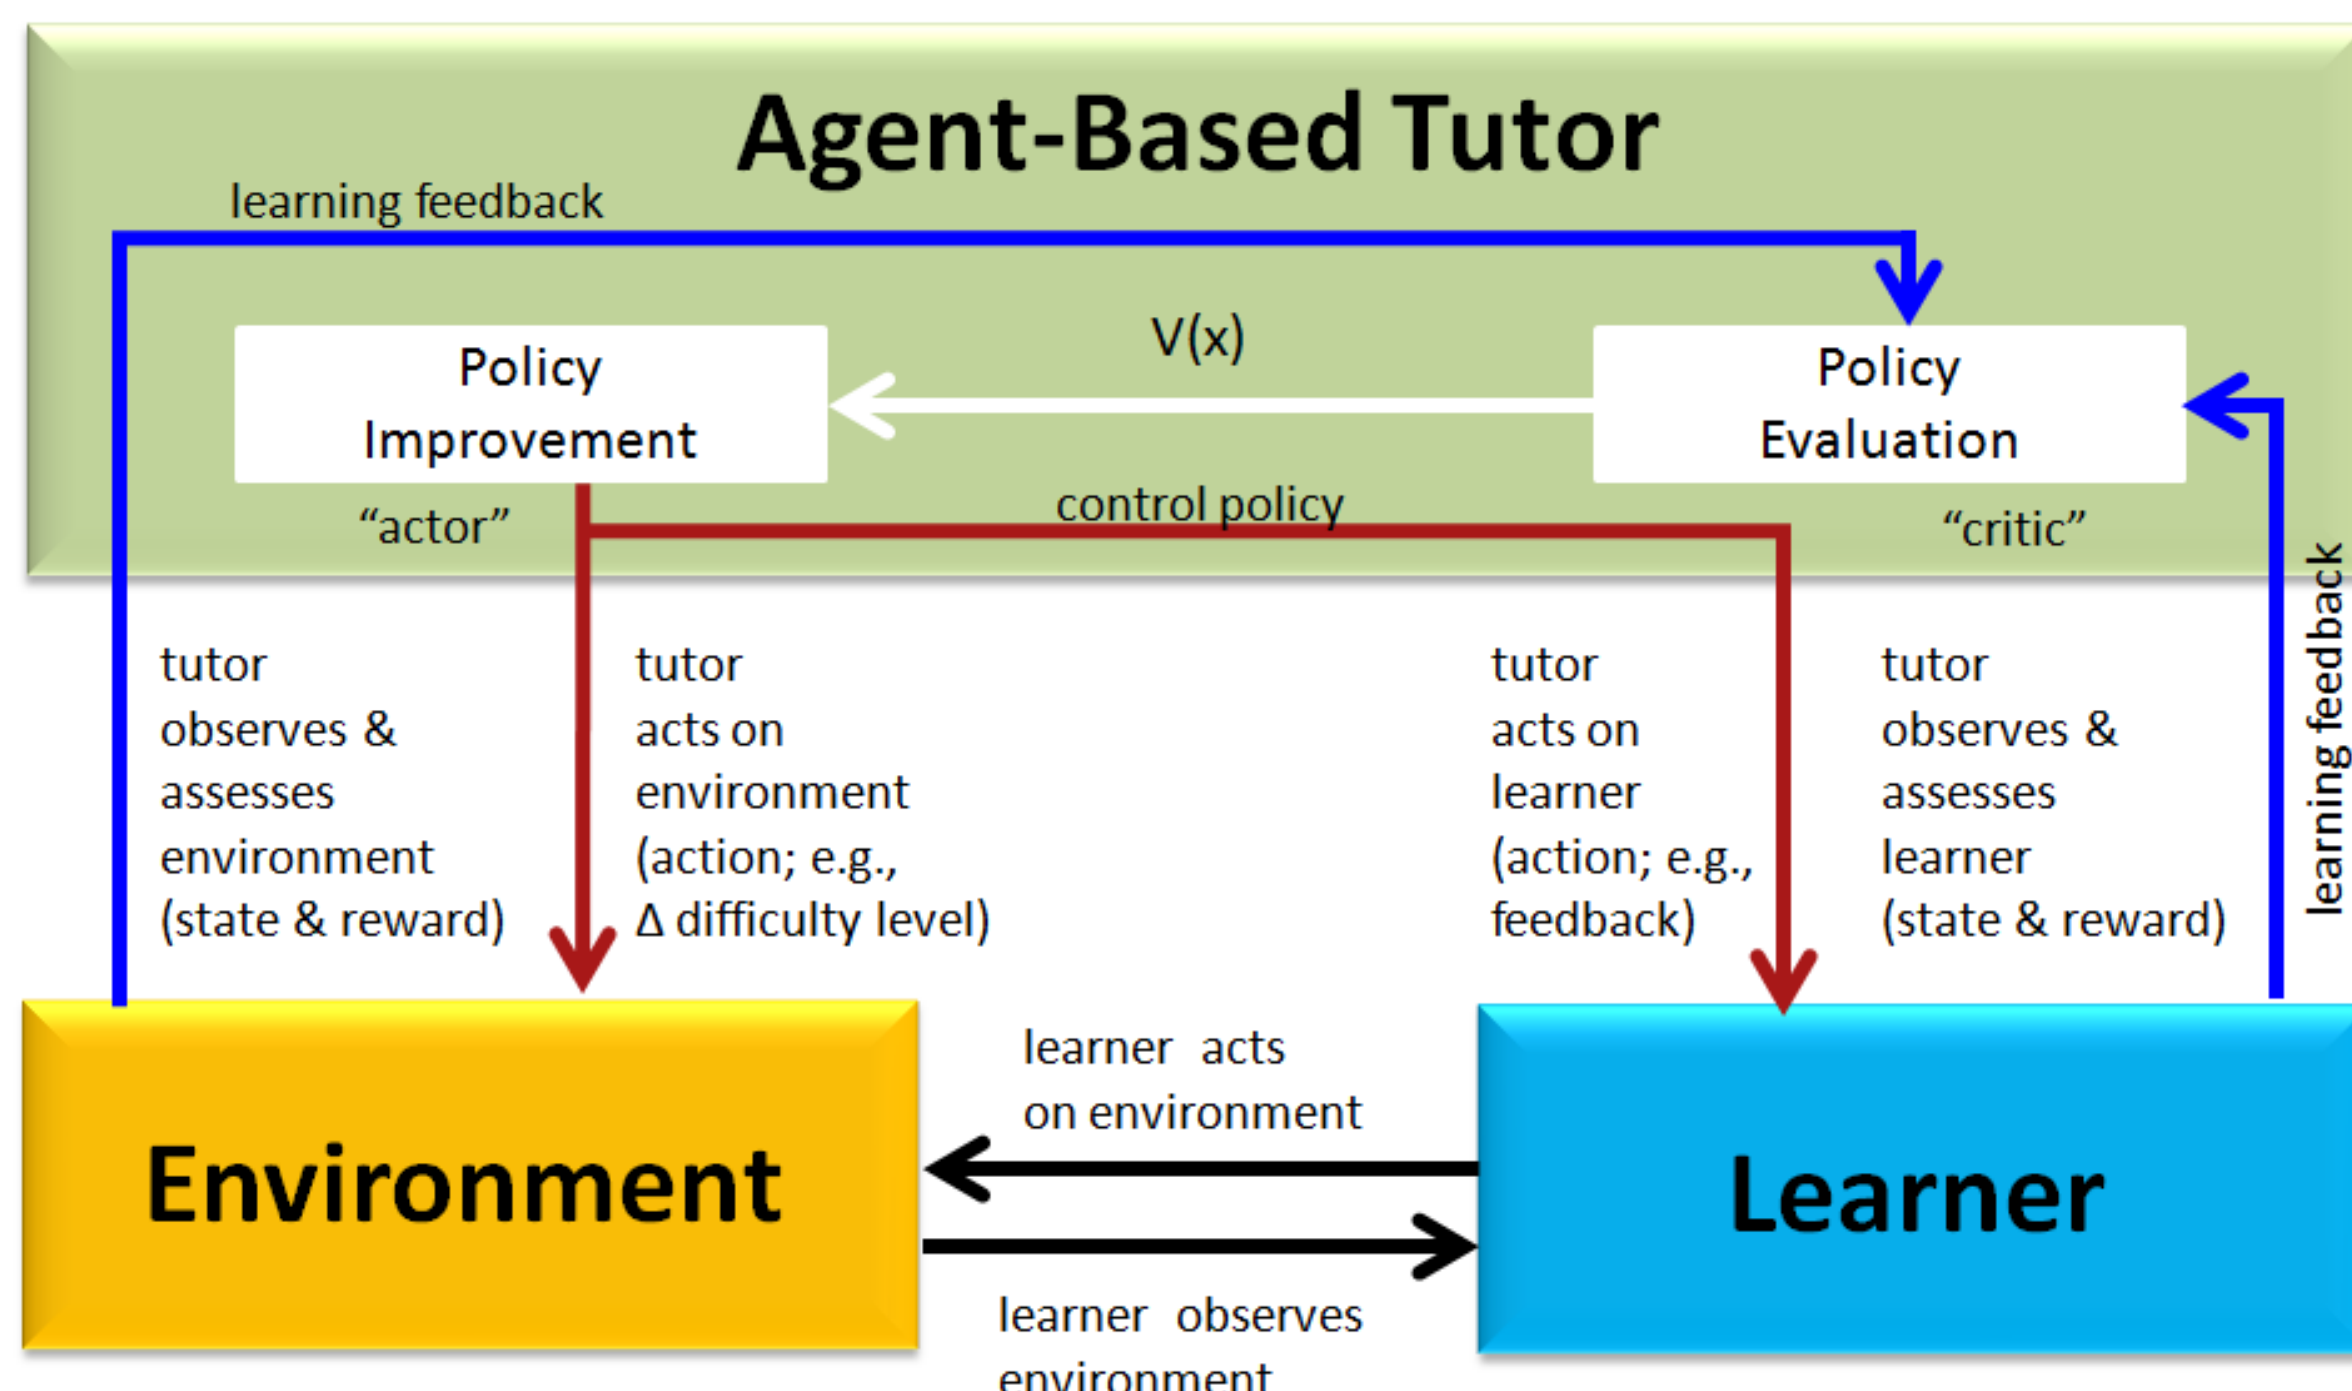 Agent-Based Tutor
learning feedback
V(x)
Policy
Improvement
Policy
Evaluation
"actor"
control policy
"critic"
learning feedback
tutor
observes &
assesses
environment
(state & reward)
tutor
acts on
environment
(action; e.g.,
Δ difficulty level)
tutor
acts on
learner
(action; e.g.,
feedback)
tutor
observes &
assesses
learner
(state & reward)
learner acts
on environment
Environment
Learner
learner observes
environment